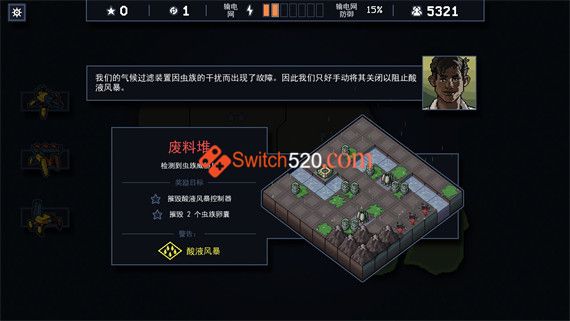 0
1
输电
网
输电网
防御
15%
5321
我们的气候过滤装置因虫族的干扰而出现了故障。因此我们只好手动将其关闭以阻止酸
液风暴。
废料堆
Switch520.com
检测到虫族威胁
奖励目标
摧毁酸液风暴控制器
摧毁 2 个虫族卵囊
警告:
酸液风暴